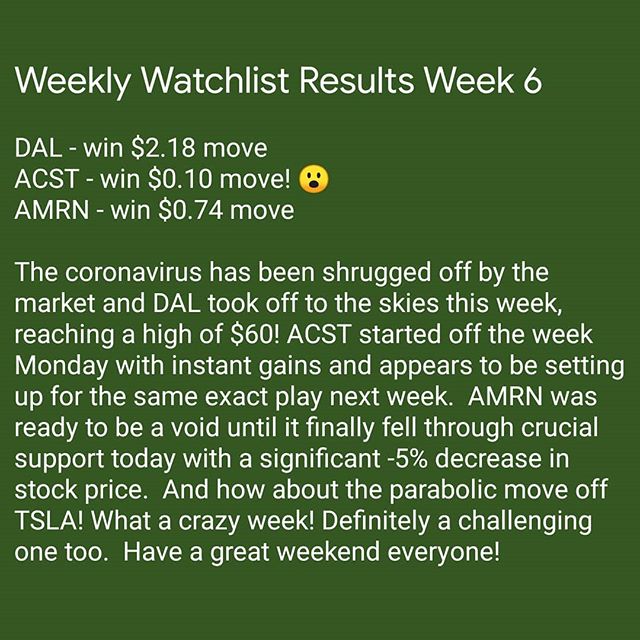 Weekly Watchlist Results Week 6
DAL - win $2.18 move
ACST - win $0.10 move! 😮
AMRN - win $0.74 move
The coronavirus has been shrugged off by the
market and DAL took off to the skies this week,
reaching a high of $60! ACST started off the week
Monday with instant gains and appears to be setting
up for the same exact play next week.  AMRN was
ready to be a void until it finally fell through crucial
support today with a significant -5% decrease in
stock price.  And how about the parabolic move off
TSLA! What a crazy week! Definitely a challenging
one too.  Have a great weekend everyone!